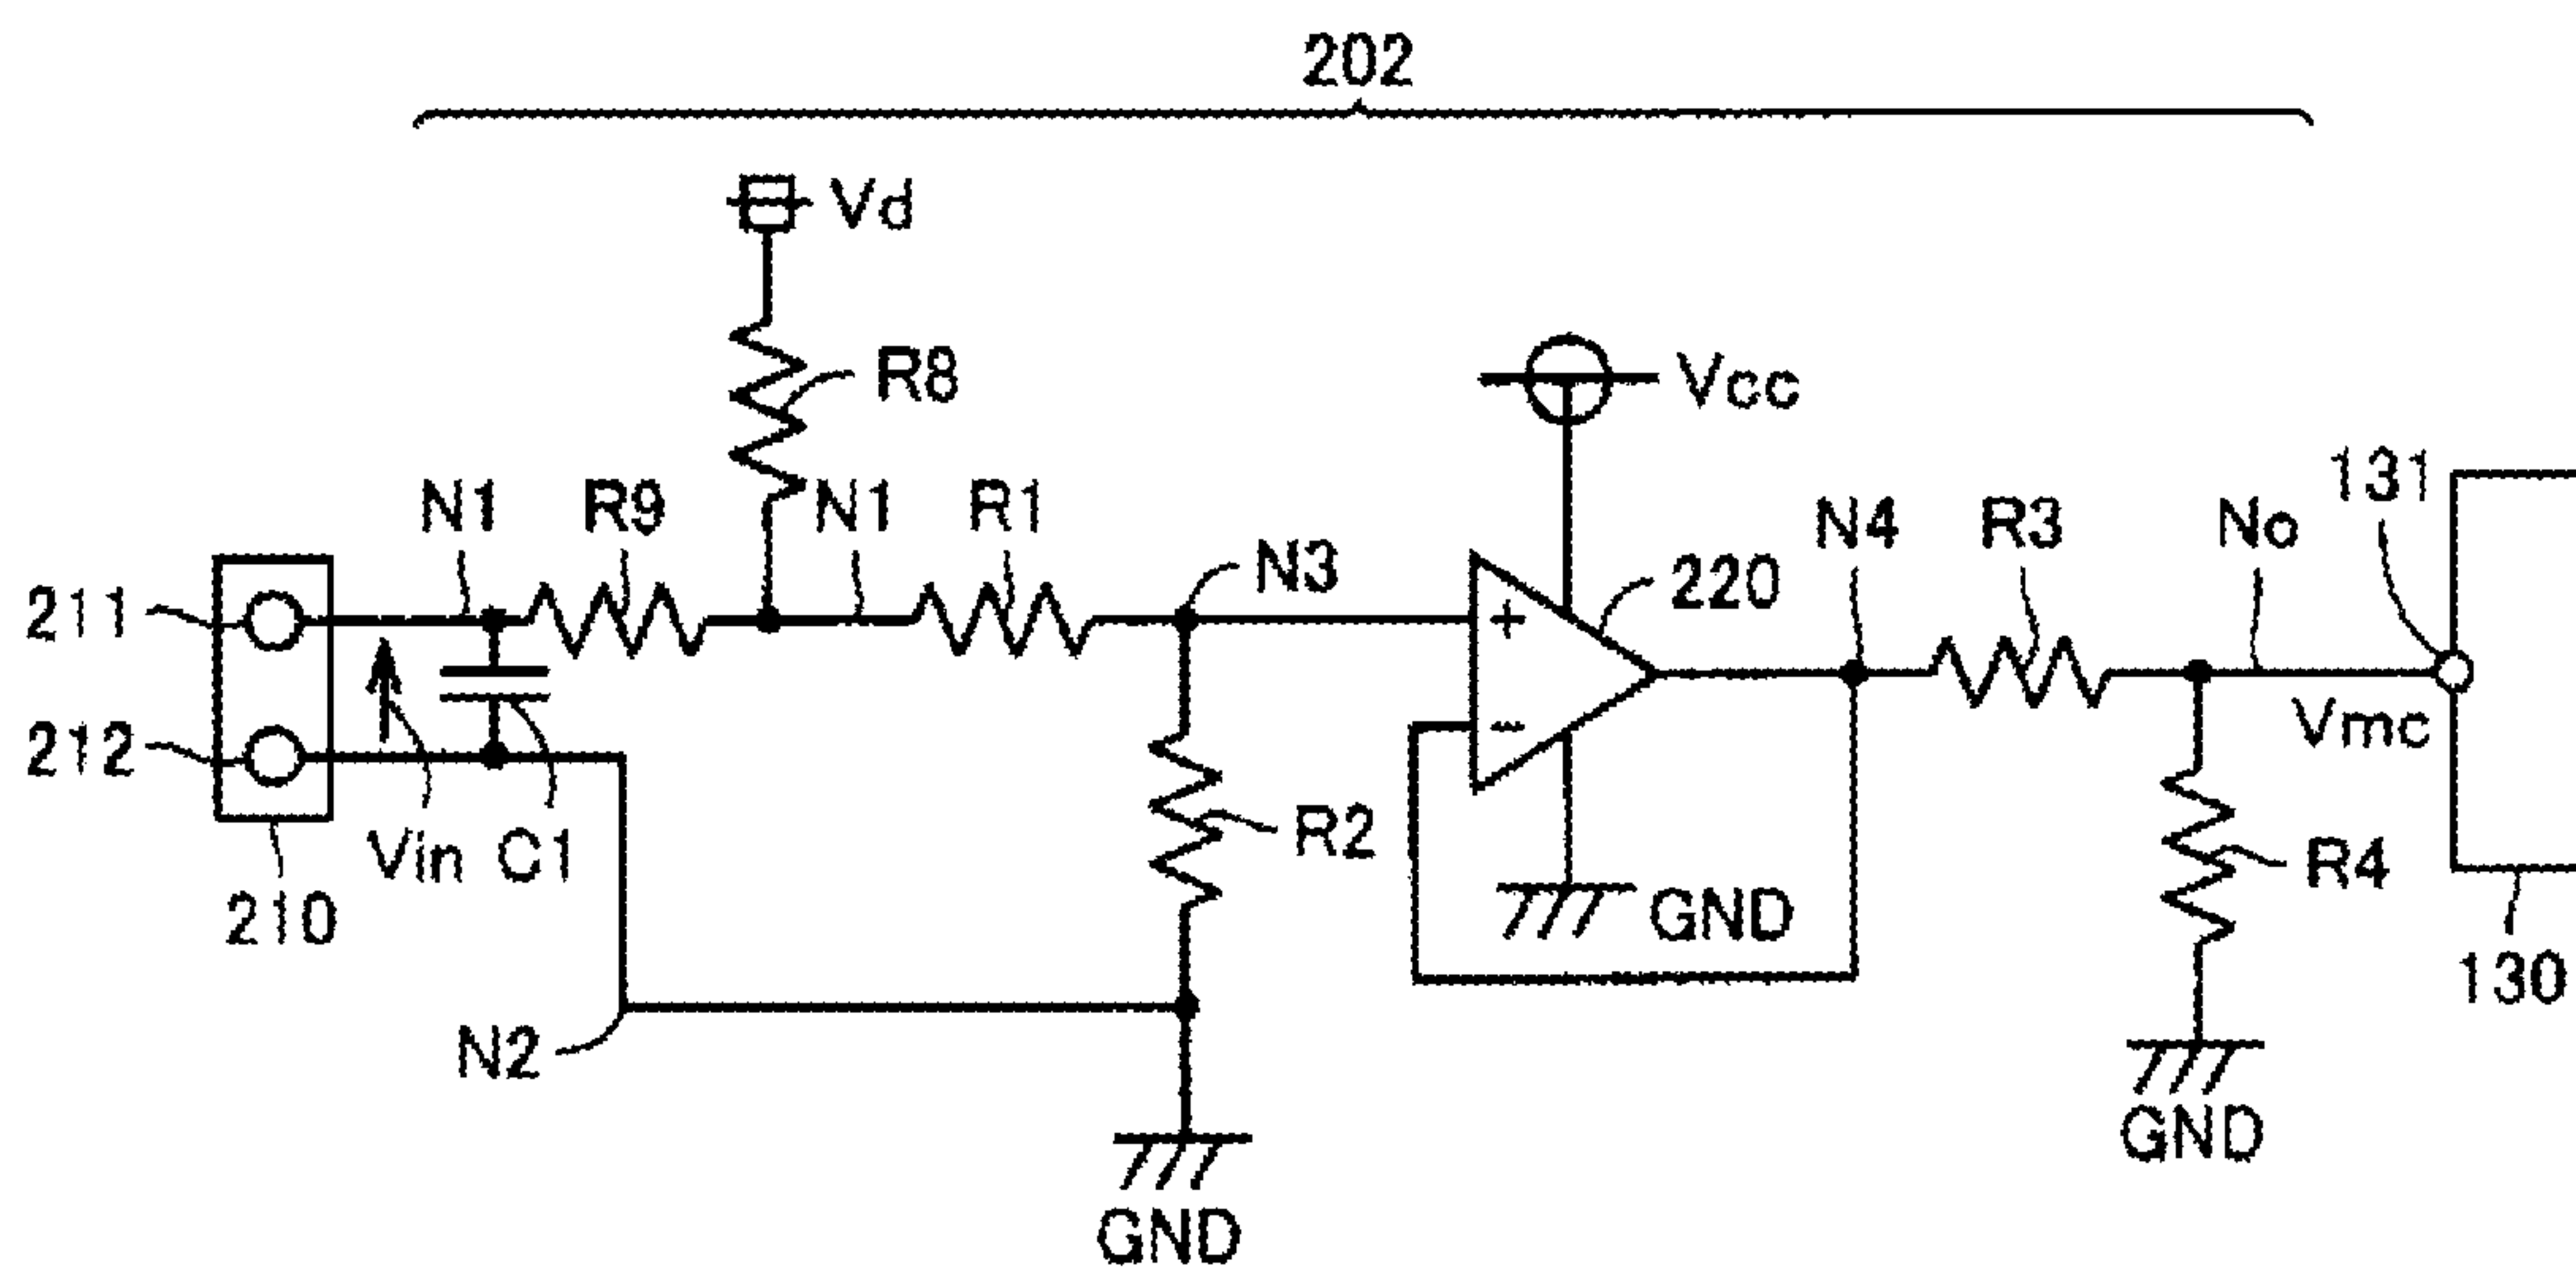 202
Vd
R8
Vcc
N1 R9 N1 R1 N3 220 N4 R3 No 131
211
+
−
212
Vin C1
210
R2
GND
Vmc
R4
130
N2
GND
GND